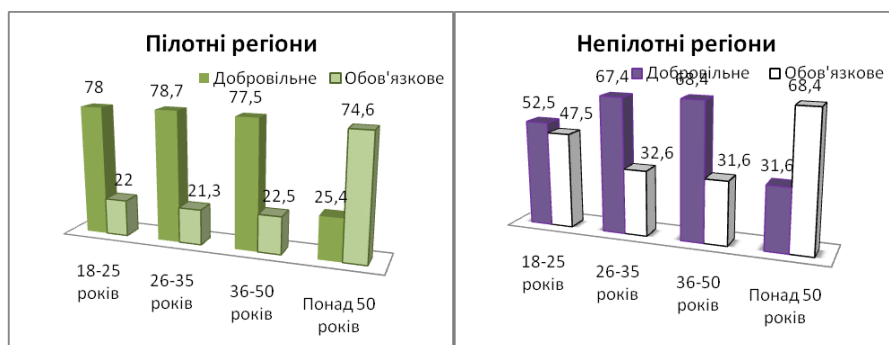 Пілотні регіони
Добровільне Обов'язкове
78
78,7
77,5
74,6
22
21,3
22,5
25,4
18-25
років
26-35
років
36-50
років
Понад 50
років
Непілотні регіони
Добровільне Обов'язкове
52,5
47,5
67,4
32,6
68,4
31,6
31,6
68,4
18-25
років
26-35
років
36-50
років
Понад 50
років